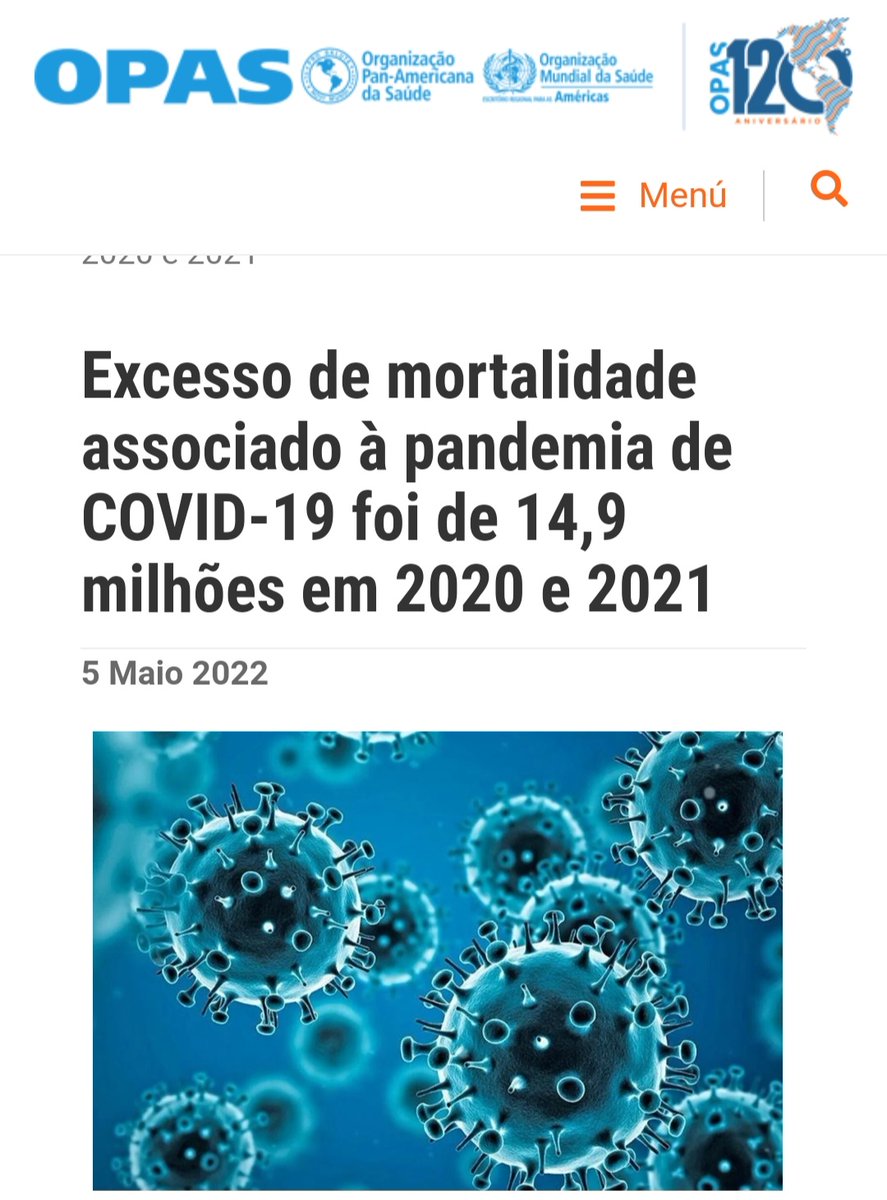 OPAS
Organização
Pan-Americana
da Saúde
Organização
Mundial da Saúde
ESCRITÓRIO REGIONAL PARA AS Américas
OPAS
120
ANIVERSÁRIO
Menú
2020 e 2021
Excesso de mortalidade
associado à pandemia de
COVID-19 foi de 14,9
milhões em 2020 e 2021
5 Maio 2022